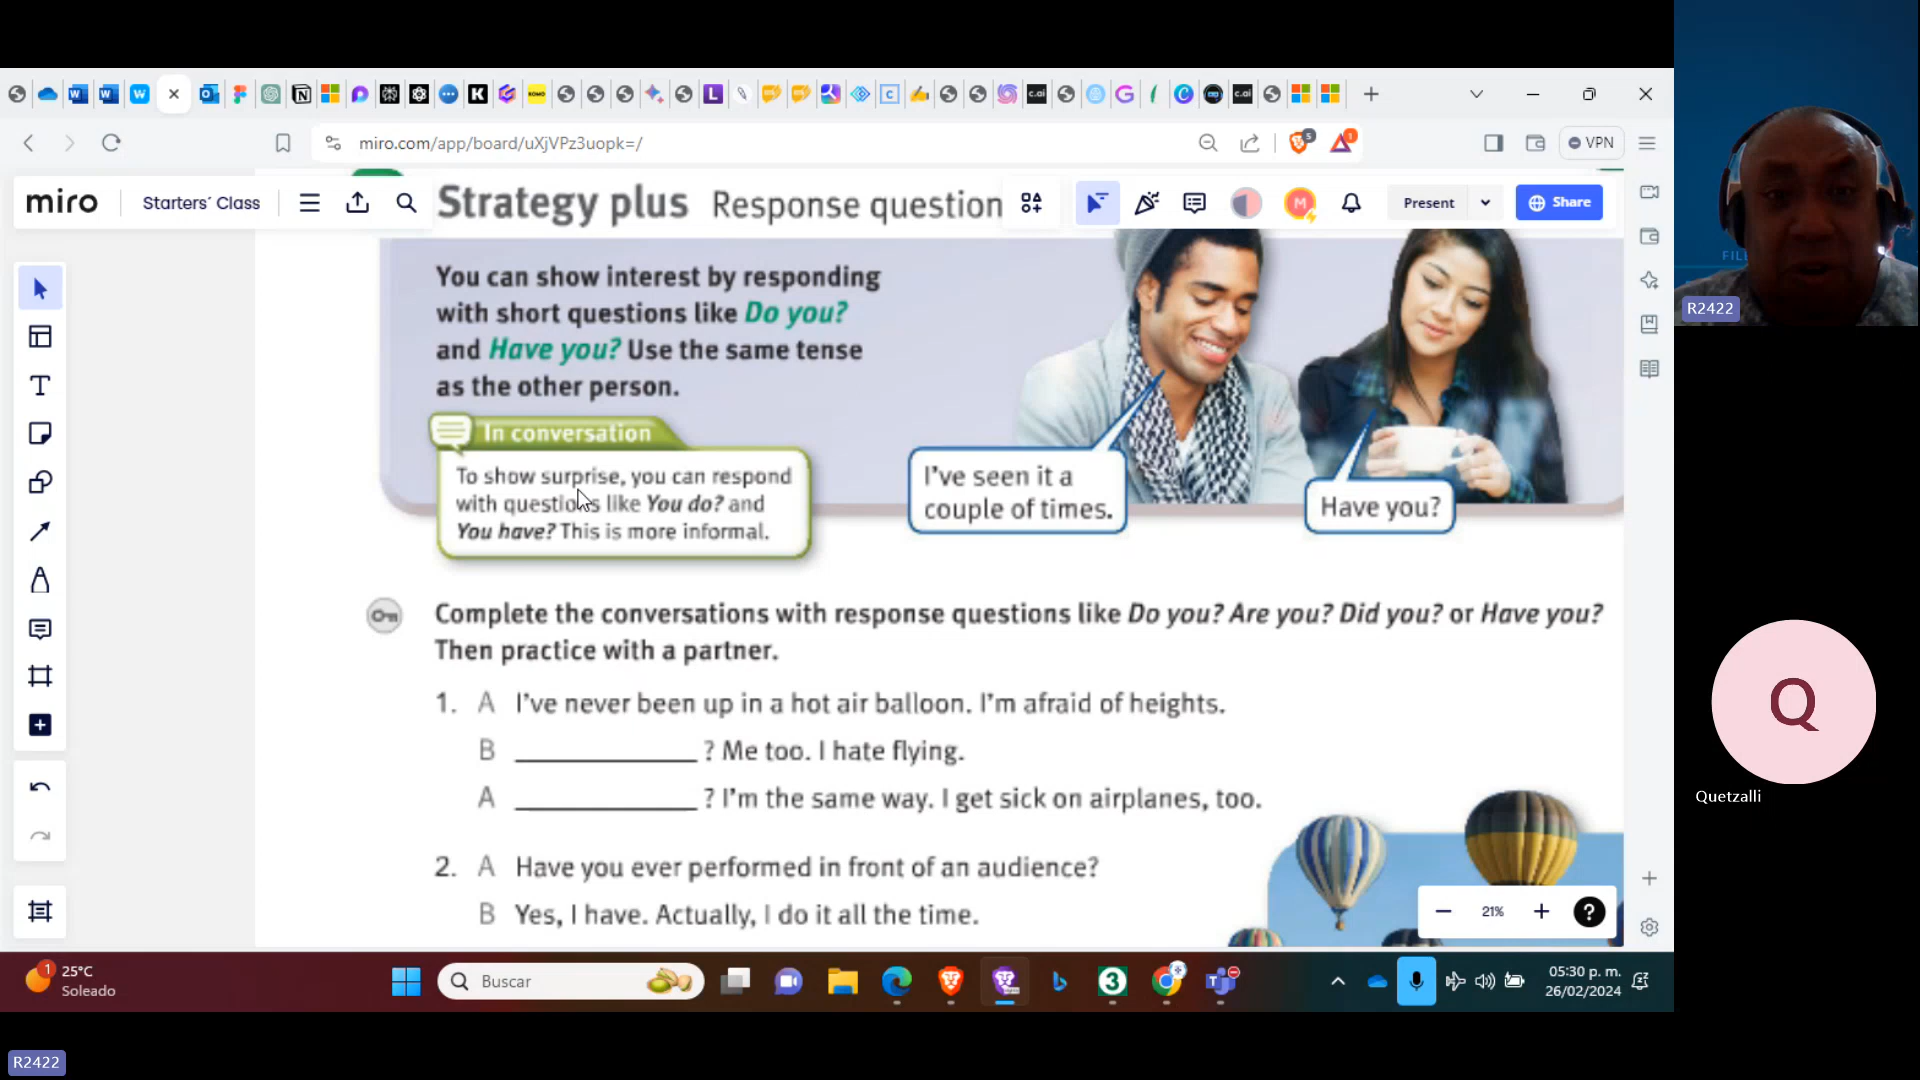 miro.com/app/board/uXjVPz3uopk=/
VPN
miro
Starters´ Class
Strategy plus Response question
Present
Share
You can show interest by responding
with short questions like Do you?
and Have you? Use the same tense
as the other person.
In conversation
To show surprise, you can respond
with questions like You do? and
You have? This is more informal.
I've seen it a
couple of times.
Have you?
Complete the conversations with response questions like Do you? Are you? Did you? or Have you?
Then practice with a partner.
1. A I've never been up in a hot air balloon. I'm afraid of heights.
B ____________ ? Me too. I hate flying.
A ____________ ? I'm the same way. I get sick on airplanes, too.
2. A Have you ever performed in front of an audience?
B Yes, I have. Actually, I do it all the time.
21%
1
25°C
Soleado
Buscar
05:30 p. m.
26/02/2024
R2422
Q
Quetzalli
R2422